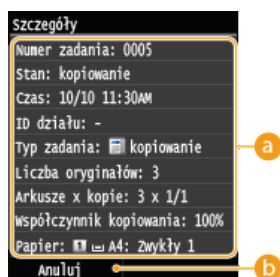 Szczegóły
Numer zadania: 0005
Stan: kopiowanie
Czas: 10/10 11:30AM
ID działu: -
Typ zadania: kopiowanie
Liczba oryginałów: 3
Arkusze x kopie: 3 x 1/1
Współczynnik kopiowania: 100%
Papier: 1 A4: Zwykły 1
Anuluj
a
b